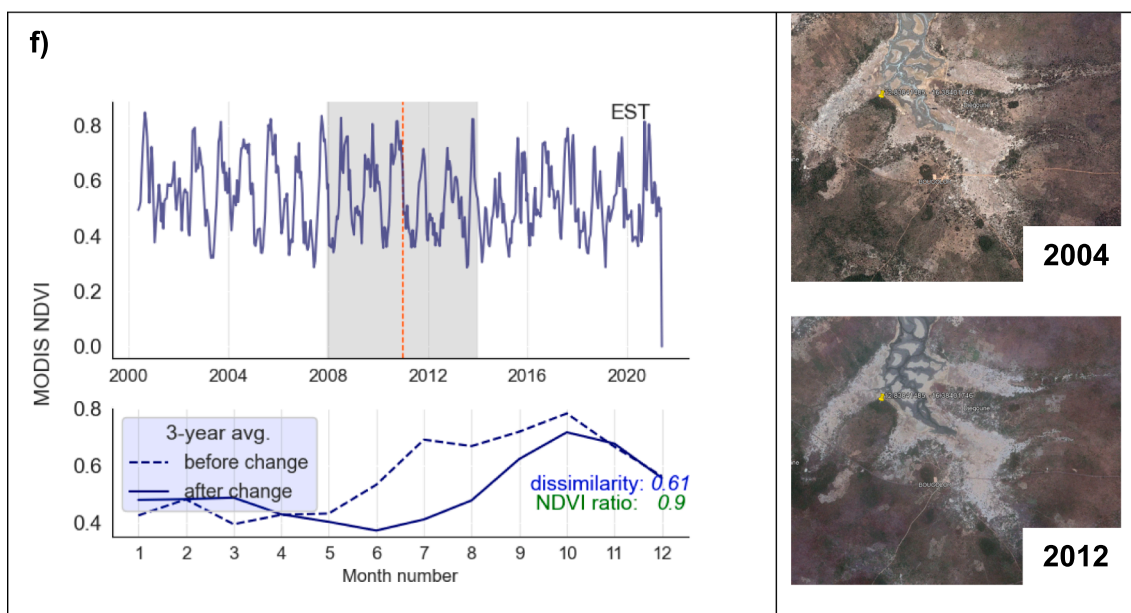 f)
EST
MODIS NDVI
0.8
0.6
0.4
0.2
0.0
2000 2004 2008 2012 2016 2020
0.8
0.6
0.4
3-year avg.
before change
after change
dissimilarity: 0.61
NDVI ratio: 0.9
1 2 3 4 5 6 7 8 9 10 11 12
Month number
2004
2012